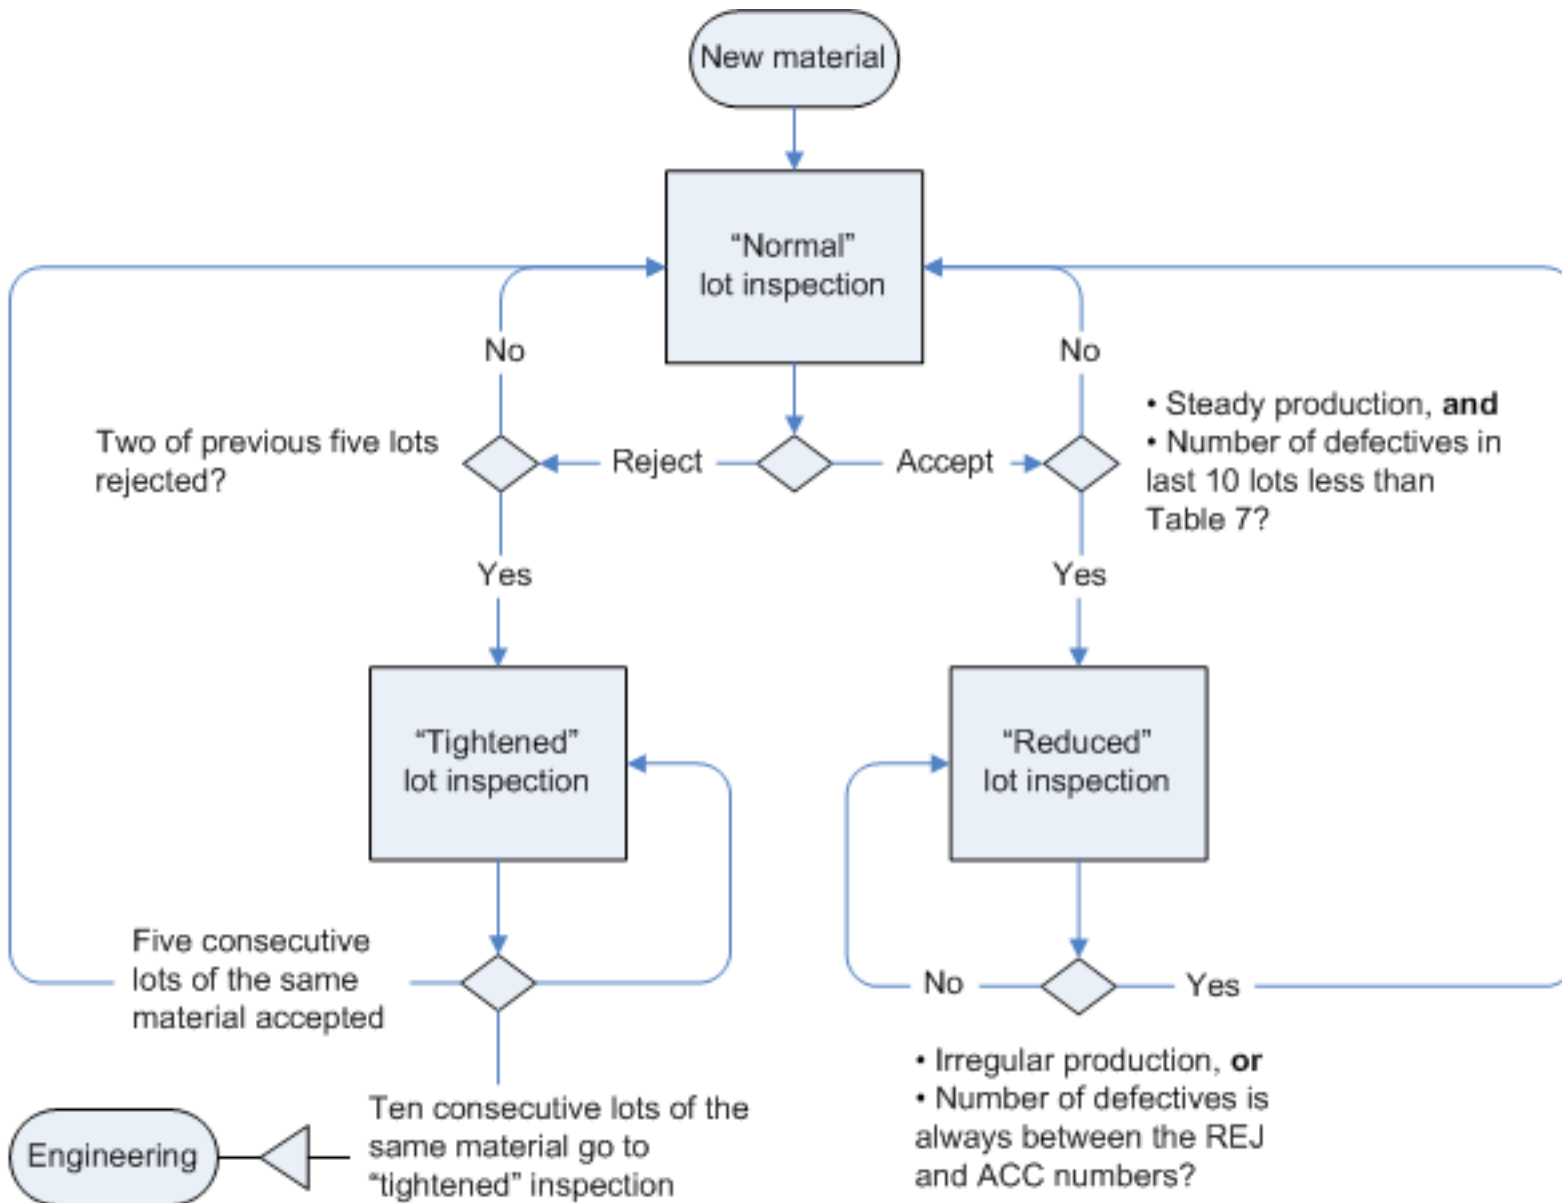 New material
“Normal”
lot inspection
No
No
Two of previous five lots
rejected?
Reject
Accept
• Steady production, and
• Number of defectives in
last 10 lots less than
Table 7?
Yes
Yes
“Tightened”
lot inspection
“Reduced”
lot inspection
Five consecutive
lots of the same
material accepted
No
Yes
• Irregular production, or
• Number of defectives is
always between the REJ
and ACC numbers?
Ten consecutive lots of the
same material go to
“tightened” inspection
Engineering